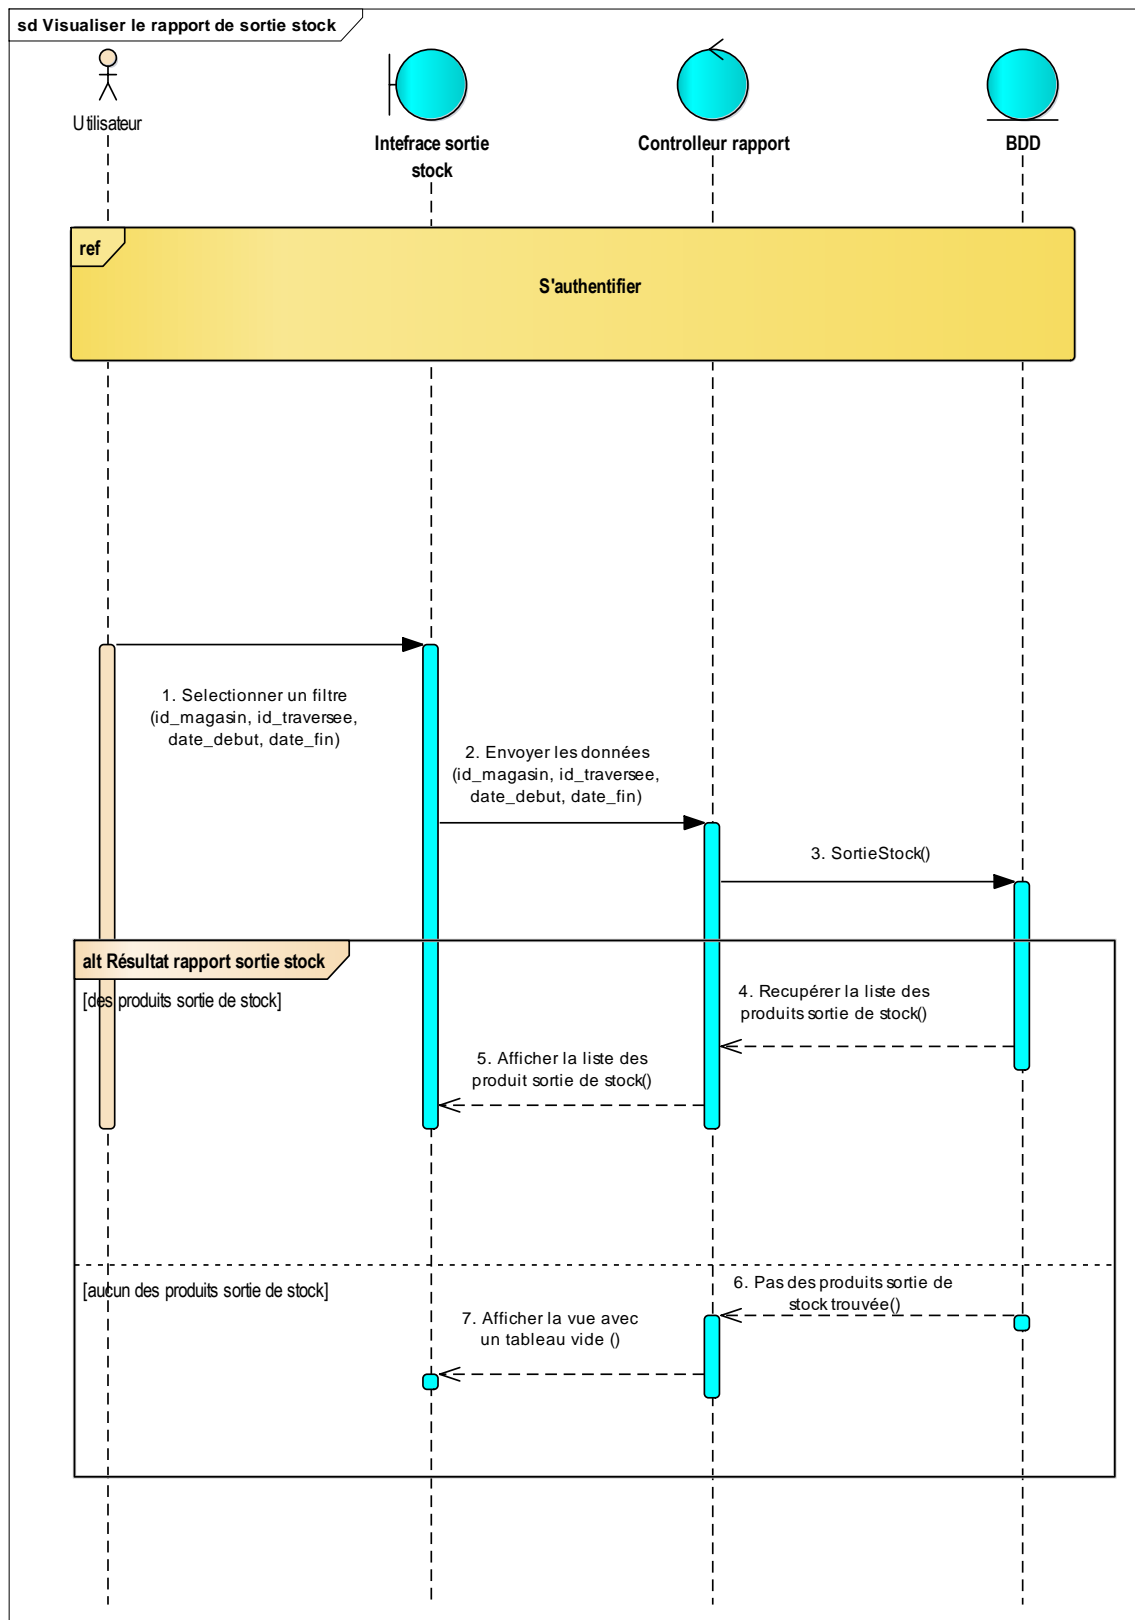 sd Visualiser le rapport de sortie stock
Utilisateur
Intefrace sortie
stock
Controlleur rapport
BDD
ref
S'authentifier
1. Selectionner un filtre
(id_magasin, id_traversee,
date_debut, date_fin)
2. Envoyer les données
(id_magasin, id_traversee,
date_debut, date_fin)
3. SortieStock()
alt Résultat rapport sortie stock
[des produits sortie de stock]
4. Recupérer la liste des
produits sortie de stock()
5. Afficher la liste des
produit sortie de stock()
[aucun des produits sortie de stock]
6. Pas des produits sortie de
stock trouvée()
7. Afficher la vue avec
un tableau vide ()